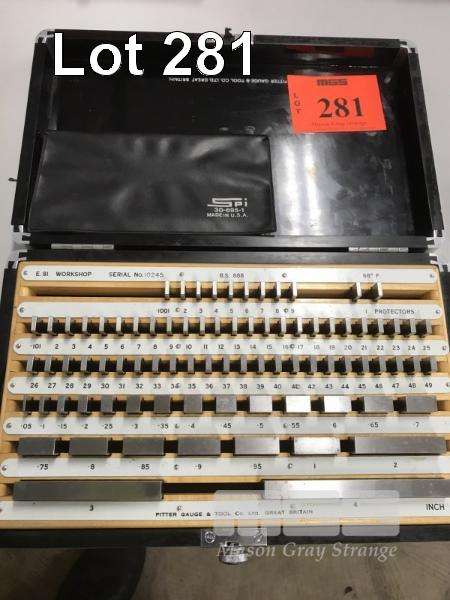 Lot 281
PITTER GAUGE & TOOL CO. LTD. GREAT BRITAIN
MGS
LOT
281
Mason Gray Strange
Spi
30-695-1
MADE IN U.S.A.
E.81 WORKSHOP SERIAL No. 10245 B.S. 888 68° F.
1001 2 3 4 5 6 7 8 9 1 PROTECTORS
·101 2 3 4 5 6 7 8 9 10 11 12 13 14 15 16 17 18 19 20 21 22 23 24 25
26 27 28 29 30 31 32 33 34 35 36 37 38 39 40 41 42 43 44 45 46 47 48 49
·05 ·1 ·15 ·2 ·25 ·3 ·35 ·4 ·45 ·5 ·55 ·6 ·65 ·7
·75 ·8 ·85 ·9 ·95 1 2
3 4 INCH
PITTER GAUGE & TOOL Co. Ltd. GREAT BRITAIN
Mason Gray Strange